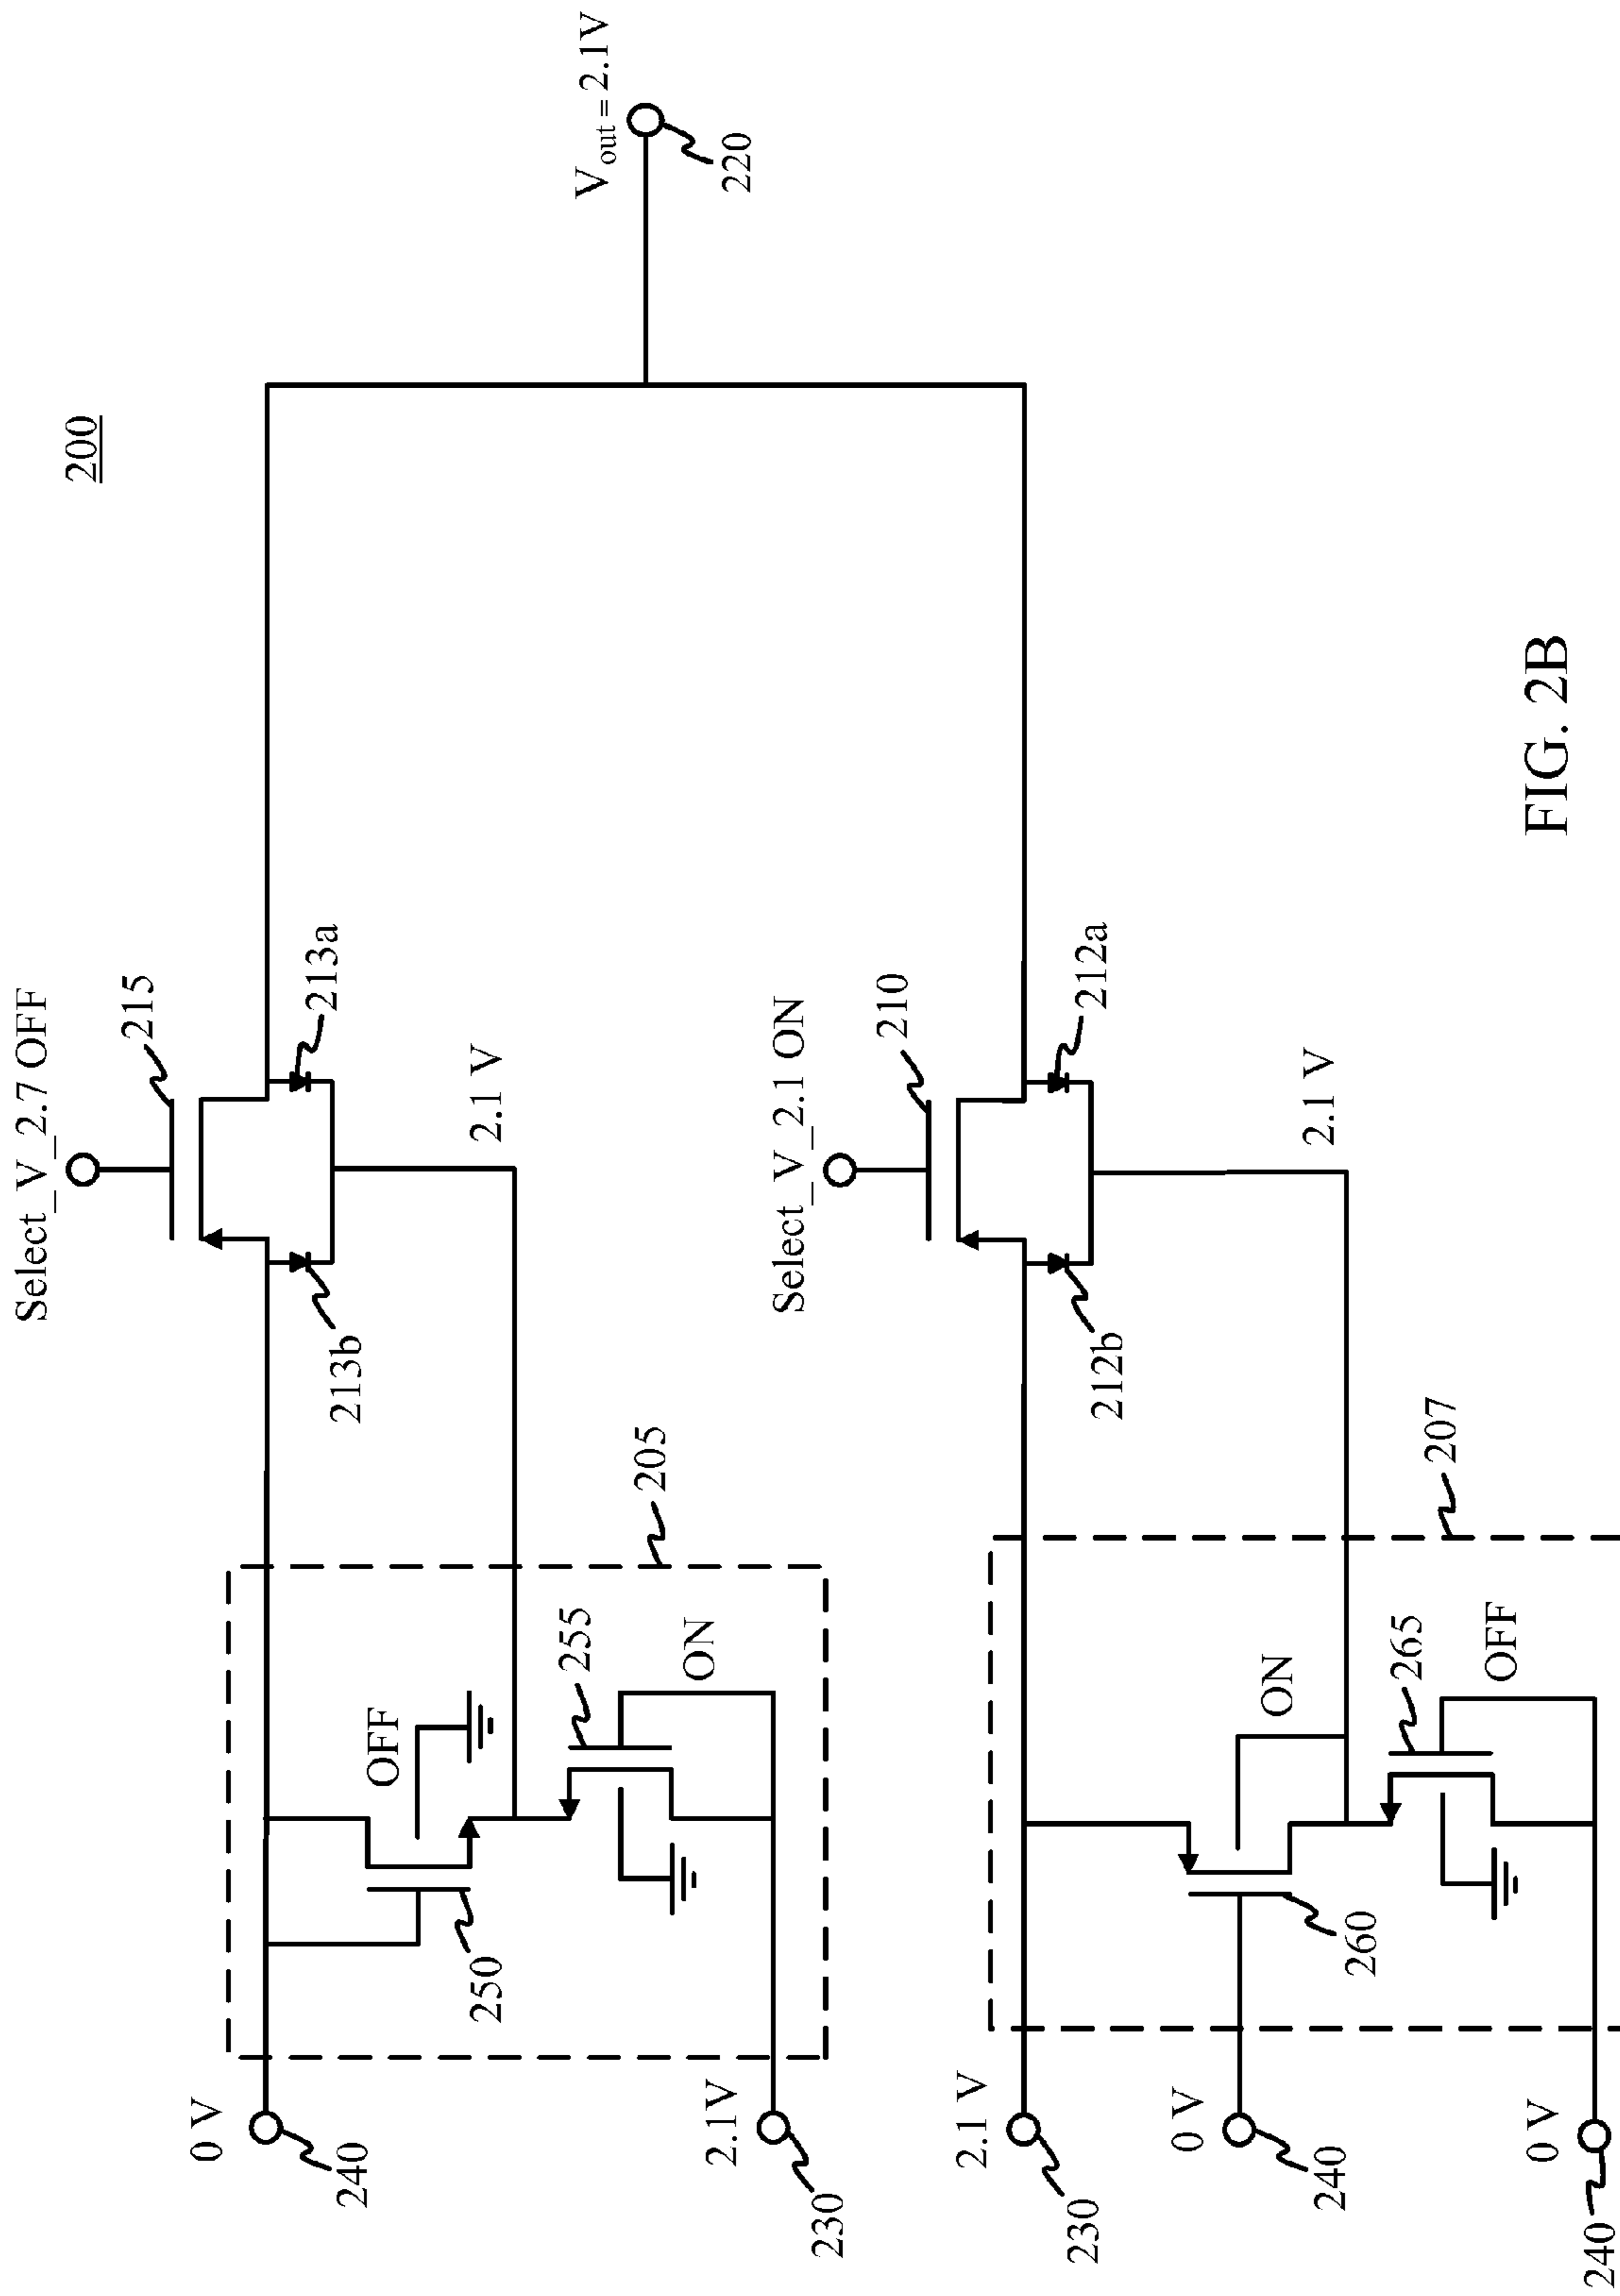 200
Select_V_2.7 OFF
215
213b
213a
0 V
240
OFF
250
2.1 V
205
255
ON
2.1V
230
Vout = 2.1V
220
Select_V_2.1 ON
210
212b
212a
2.1 V
230
207
ON
2.1 V
0 V
240
260
265
OFF
0 V
240
FIG. 2B